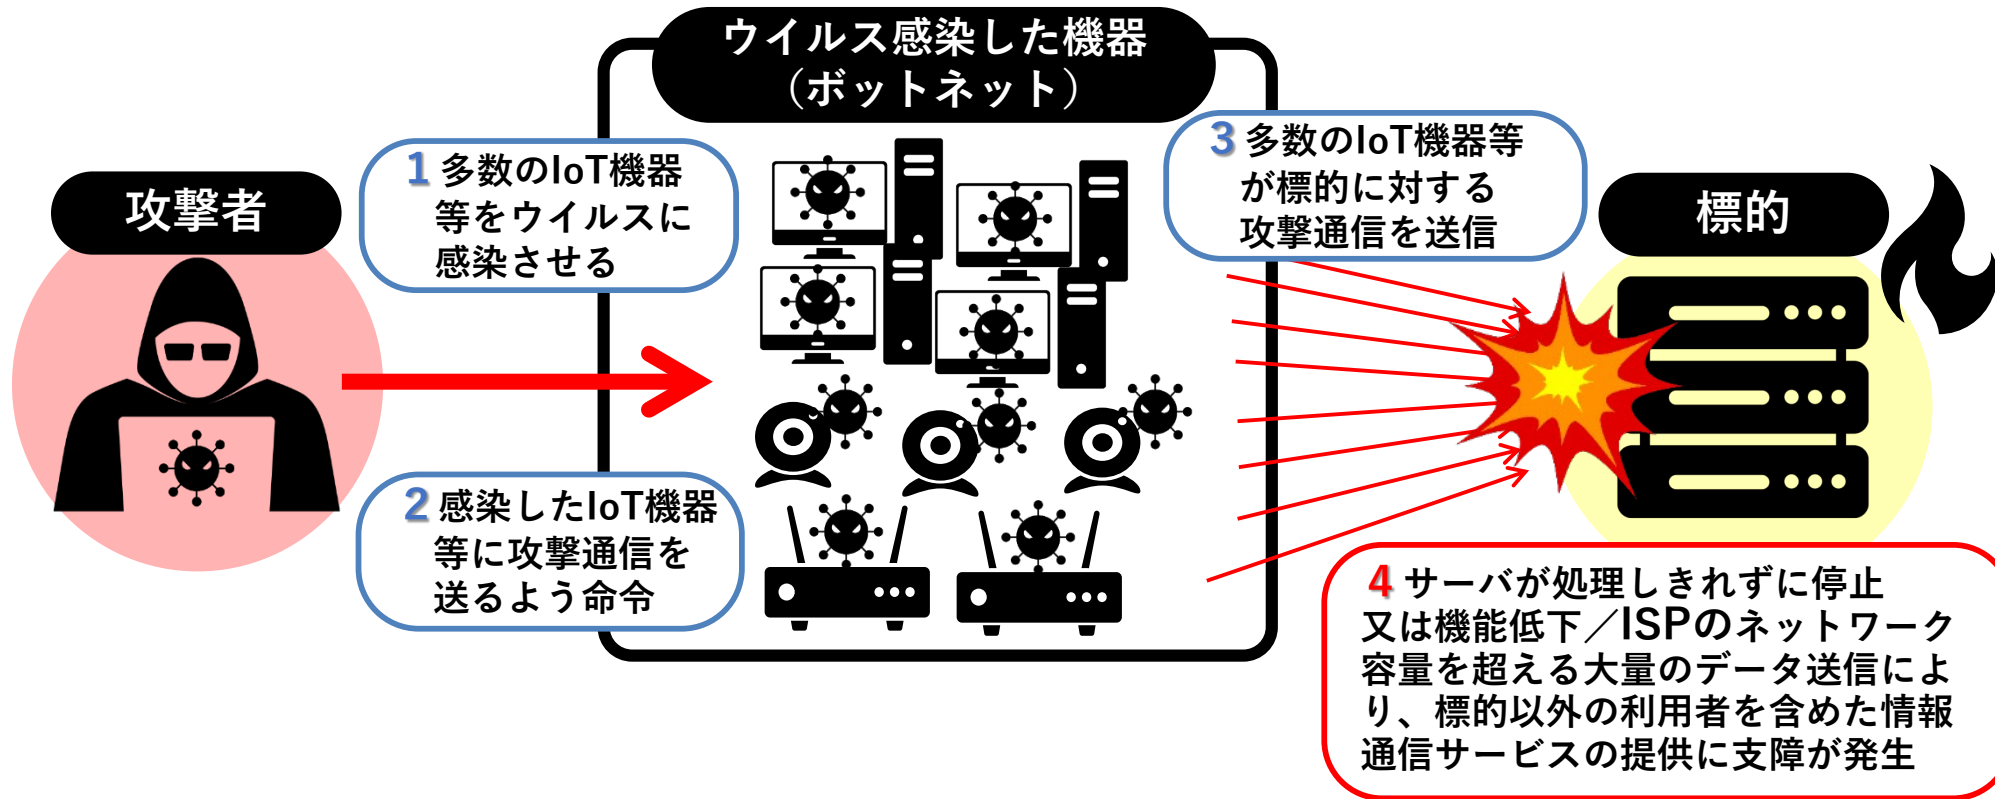 ウイルス感染した機器
（ボットネット）
攻撃者
1 多数のIoT機器
等をウイルスに
感染させる
2 感染したIoT機器
等に攻撃通信を
送るよう命令
3 多数のIoT機器等
が標的に対する
攻撃通信を送信
標的
4 サーバが処理しきれずに停止
又は機能低下／ISPのネットワーク
容量を超える大量のデータ送信によ
り、標的以外の利用者を含めた情報
通信サービスの提供に支障が発生